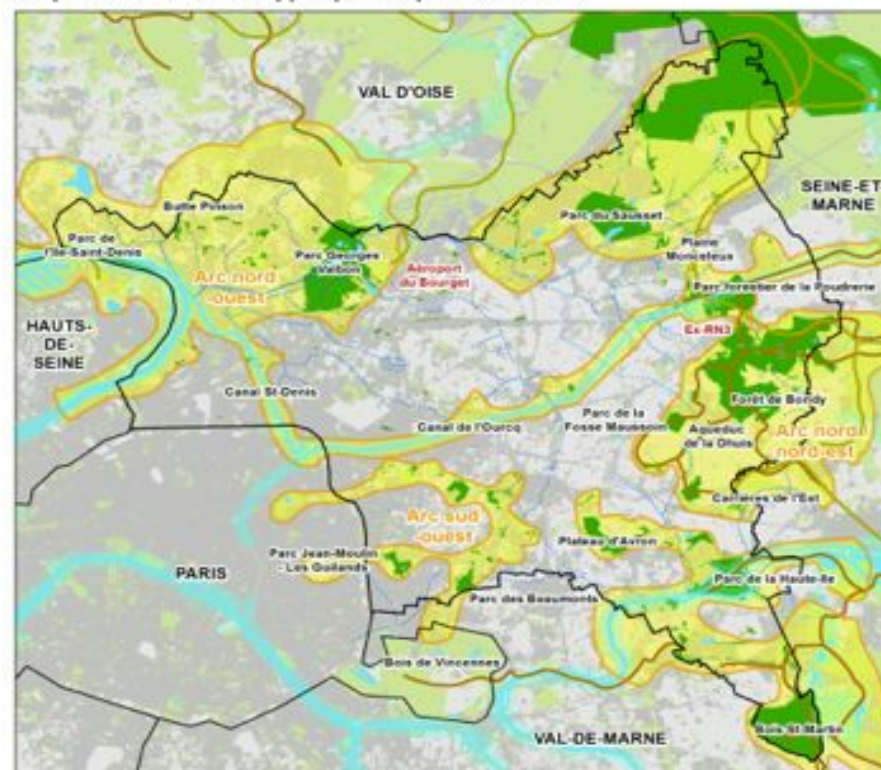 VAL D'OISE
SEINE-ET
MARNE
Butte Pinson
Parc du Sausset
Parc de
l'Ile-Saint-Denis
Plaine
Montceleux
Parc Georges
Valbon
Arc nord
-ouest
Aéroport
du Bourget
Parc forestier de la Poudrerie
HAUTS-
DE-
SEINE
Ex-RN3
Canal St-Denis
Forêt de Bondy
Parc de la
Fosse Maussoin
Canal de l'Ourcq
Aqueduc
de la Dhuis
Arc nord
nord-est
Carrières de l'Est
Arc sud
-ouest
Plateau d'Avron
Parc Jean-Moulin
- Les Guilands
PARIS
Parc de la Haute-Ile
Parc des Beaumonts
Bois de Vincennes
Bois St-Martin
VAL-DE-MARNE